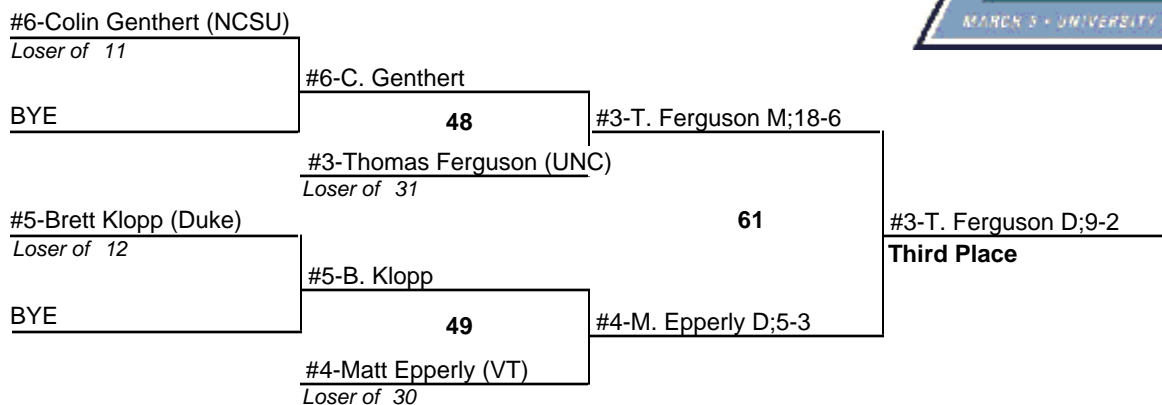 #6-Colin Genthert (NCSU)
MARCH 5 • UNIVERSITY
Loser of 11
#6-C. Genthert
BYE
48
#3-T. Ferguson M;18-6
#3-Thomas Ferguson (UNC)
Loser of 31
#5-Brett Klopp (Duke)
61
#3-T. Ferguson D;9-2
Loser of 12
Third Place
#5-B. Klopp
BYE
49
#4-M. Epperly D;5-3
#4-Matt Epperly (VT)
Loser of 30